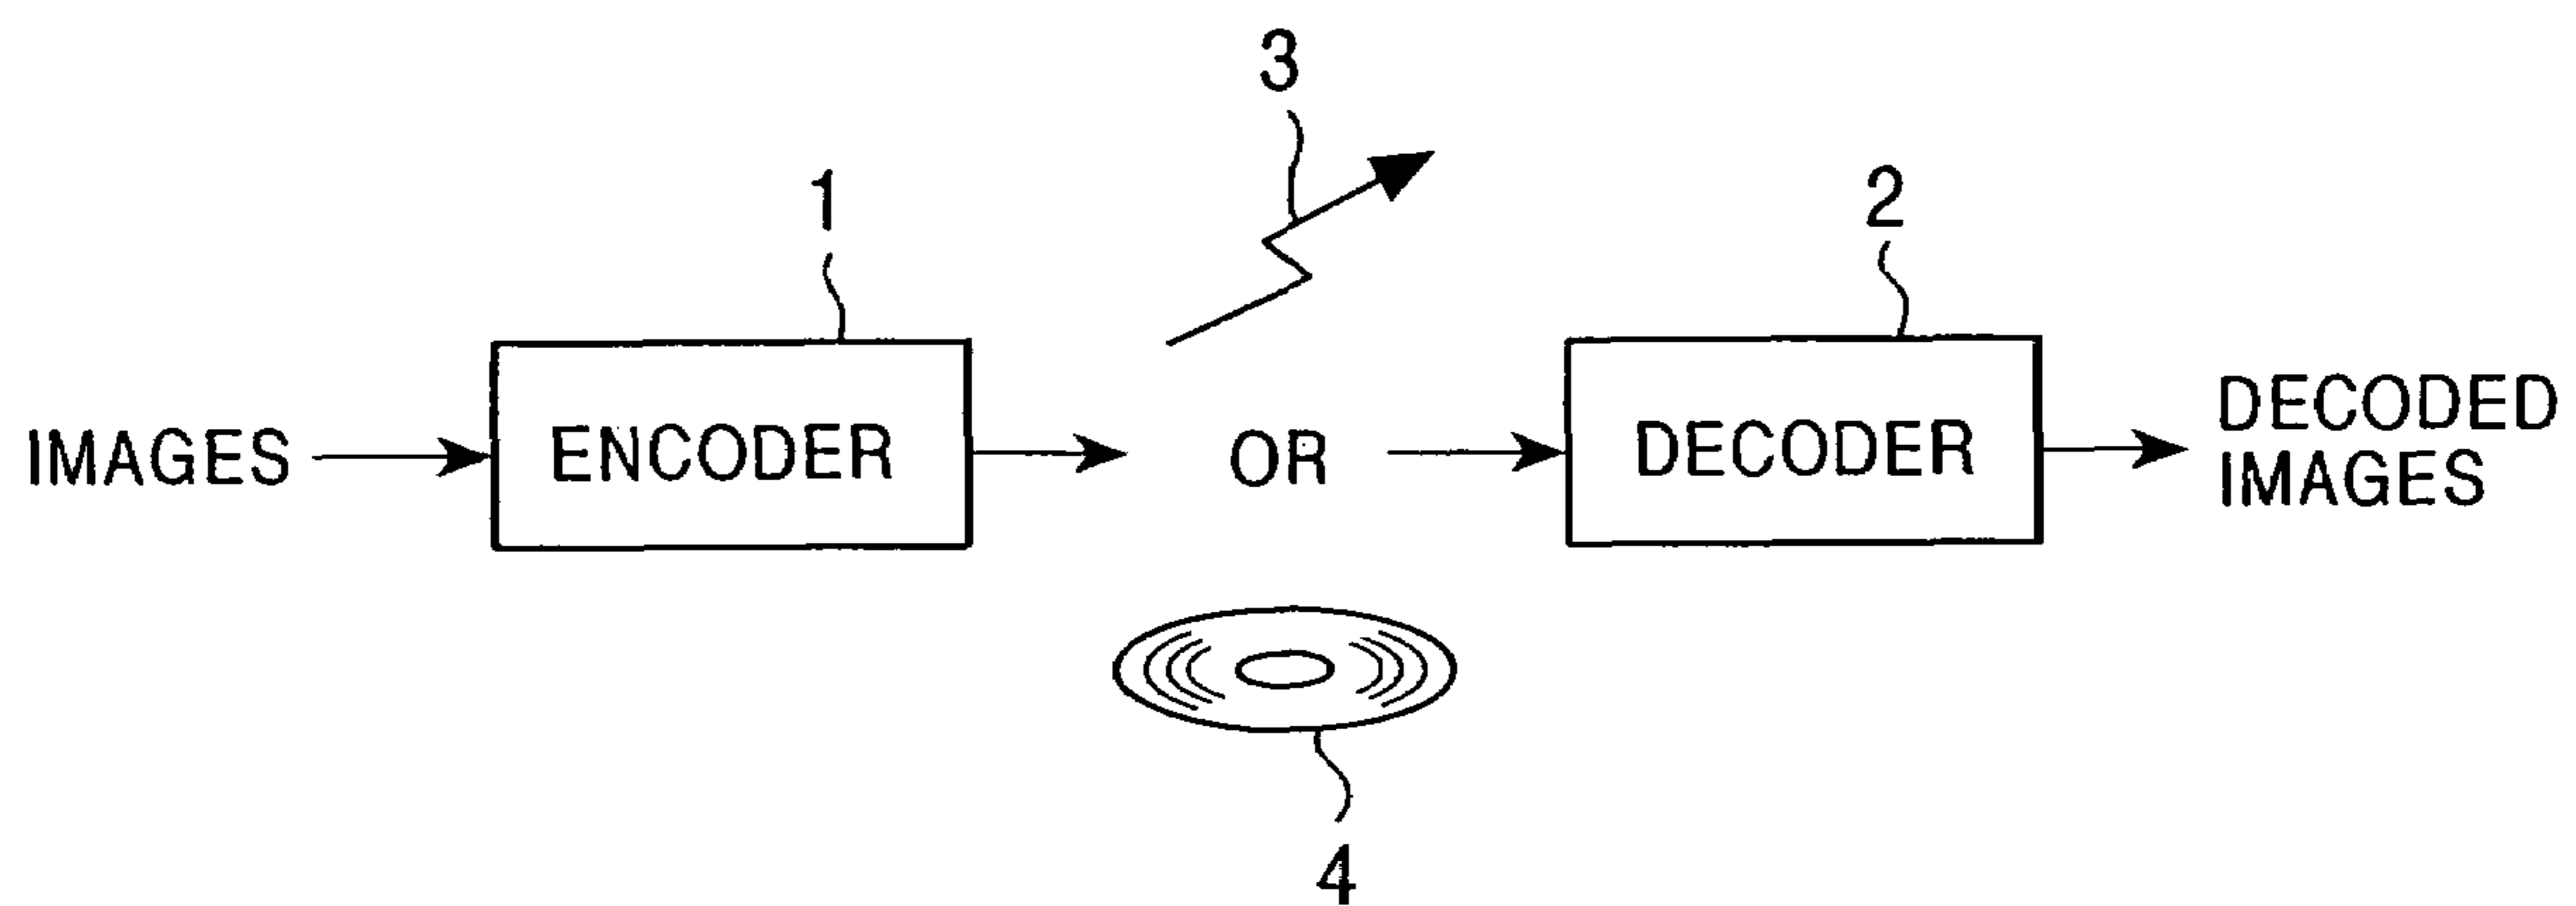 3
1
2
IMAGES
ENCODER
OR
DECODER
DECODED
IMAGES
4